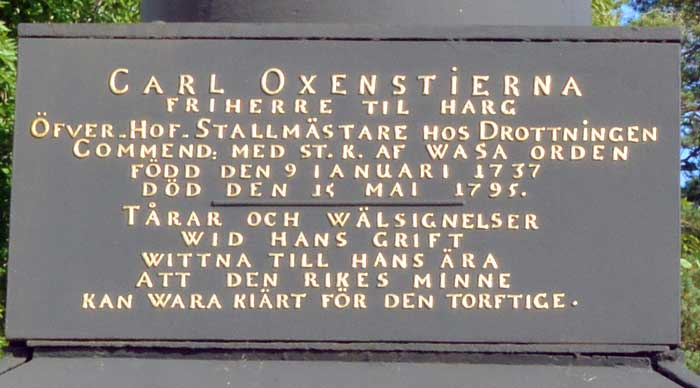 CARL OXENSTiERNA
FRIHERRE TIL HARG
ÖFVER-HOF-STALLMÄSTARE HOS DROTTNINGEN
COMMEND: MED ST. K. AF WASA ORDEN
FÖDD DEN 9 IANUARI 1737
DÖD DEN 15 MAI 1795.
TÅRAR OCH WÄLSIGNELSER
WID HANS GRIFT
WITTNA TILL HANS ÄRA
ATT DEN RIKES MINNE
KAN WARA KIÄRT FÖR DEN TORFTIGE.